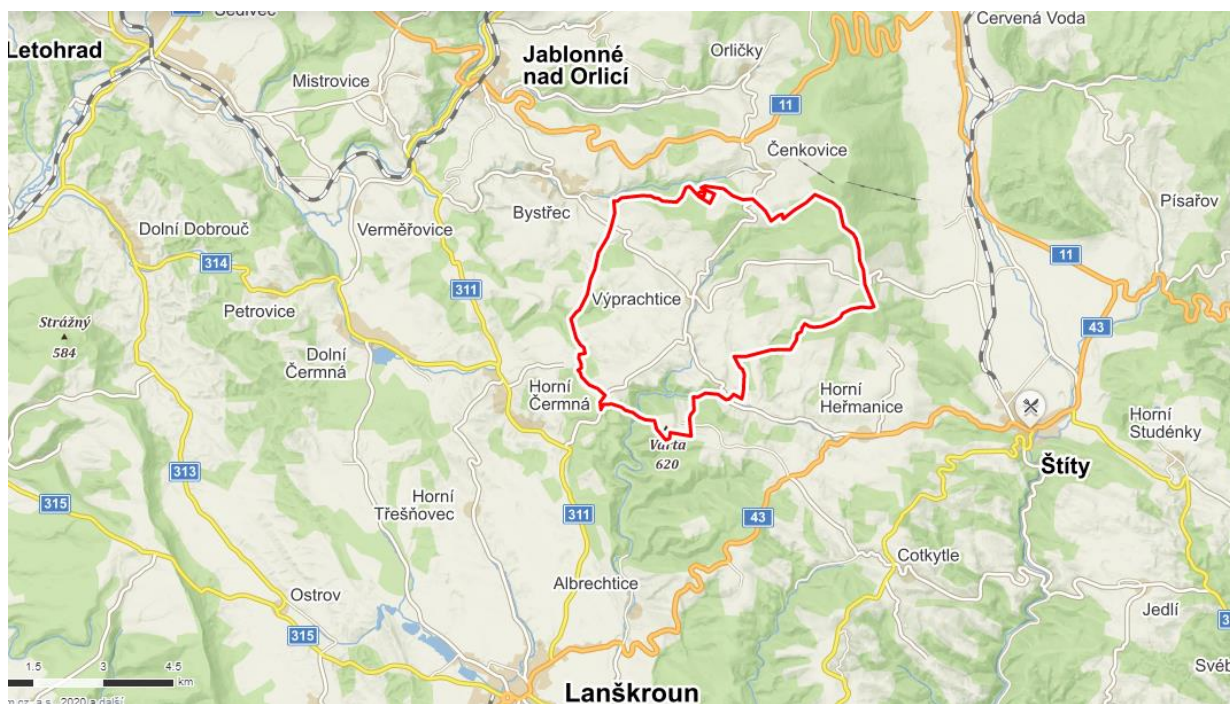 Letohrad
Mistrovice
Jablonné
nad Orlicí
Orličky
Červená Voda
11
Čenkovice
Písařov
Bystřec
Dolní Dobrouč
Verměřovice
314
311
11
Petrovice
Výprachtice
Strážný
584
43
Dolní
Čermná
Horní
Čermná
Horní
Heřmanice
Horní
Studénky
Varta
620
Štíty
313
315
Horní
Třešňovec
311
43
Cotkytle
Albrechtice
Ostrov
Jedlí
315
1.5 3 4.5
km
2020 a další
Lanškroun